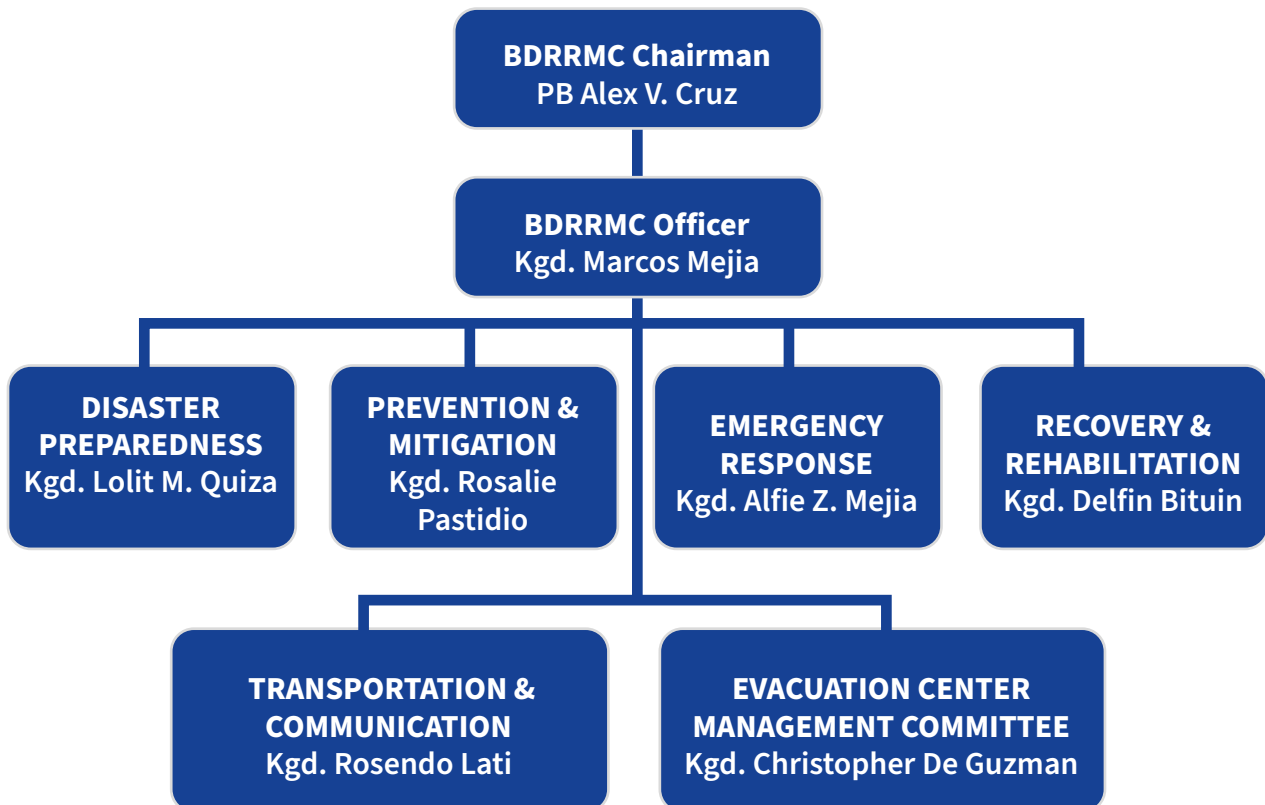 BDRRMC Chairman
PB Alex V. Cruz
BDRRMC Officer
Kgd. Marcos Mejia
DISASTER
PREPAREDNESS
Kgd. Lolit M. Quiza
PREVENTION &
MITIGATION
Kgd. Rosalie
Pastidio
EMERGENCY
RESPONSE
Kgd. Alfie Z. Mejia
RECOVERY &
REHABILITATION
Kgd. Delfin Bituin
TRANSPORTATION &
COMMUNICATION
Kgd. Rosendo Lati
EVACUATION CENTER
MANAGEMENT COMMITTEE
Kgd. Christopher De Guzman